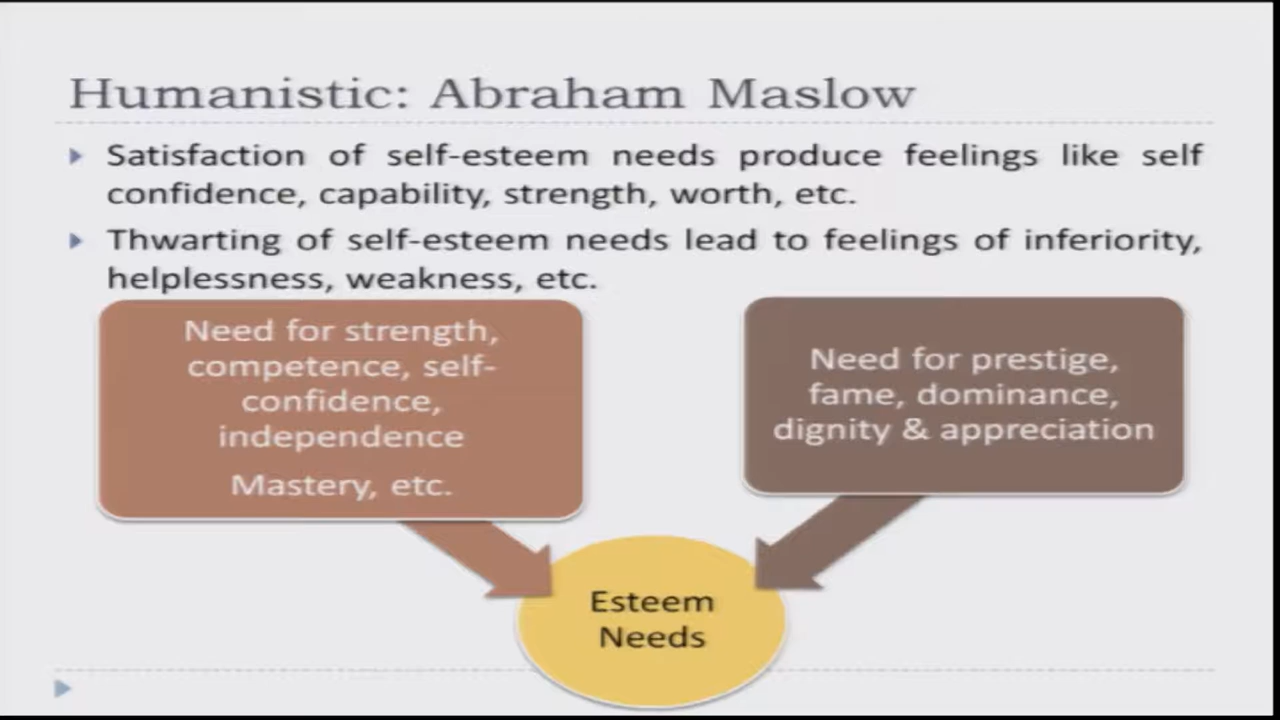 Humanistic: Abraham Maslow
Satisfaction of self-esteem needs produce feelings like self
confidence, capability, strength, worth, etc.
Thwarting of self-esteem needs lead to feelings of inferiority,
helplessness, weakness, etc.
Need for strength,
competence, self-
confidence,
independence
Mastery, etc.
Need for prestige,
fame, dominance,
dignity & appreciation
Esteem
Needs